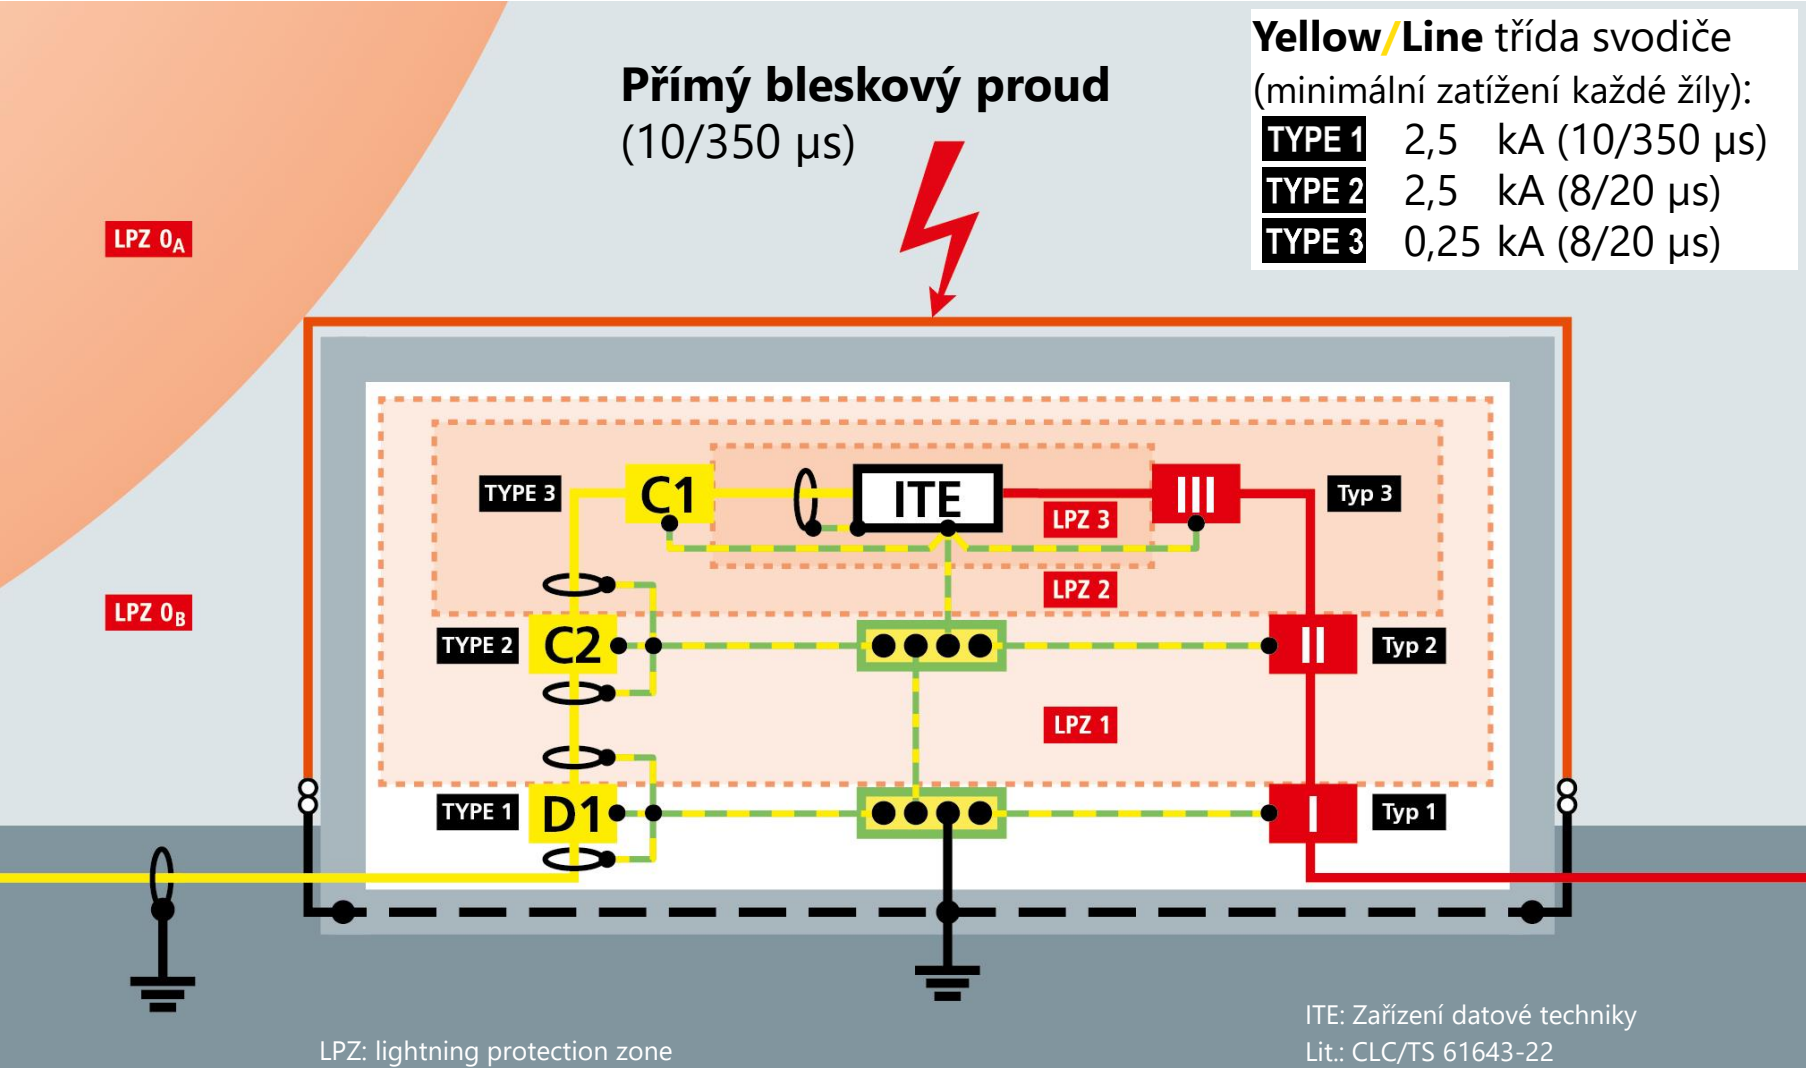 Yellow/Line třída svodiče
(minimální zatížení každé žíly):
TYPE 1 2,5 kA (10/350 µs)
TYPE 2 2,5 kA (8/20 µs)
TYPE 3 0,25 kA (8/20 µs)
Přímý bleskový proud
(10/350 µs)
LPZ 0A
TYPE 3 C1 ITE III Typ 3
LPZ 3
LPZ 2
LPZ 0B
TYPE 2 C2 II Typ 2
LPZ 1
TYPE 1 D1 I Typ 1
ITE: Zařízení datové techniky
LPZ: lightning protection zone
Lit.: CLC/TS 61643-22